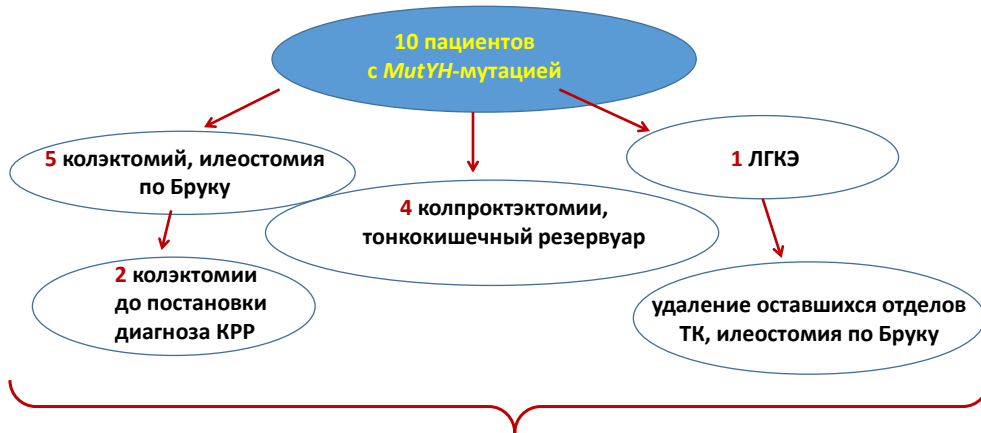 10 пациентов
с MutYH-мутацией
5 колэктомий, илеостомия
по Бруку
4 колпроктэктомии,
тонкокишечный резервуар
1 ЛГКЭ
2 колэктомии
до постановки
диагноза КРР
удаление оставшихся отделов
ТК, илеостомия по Бруку